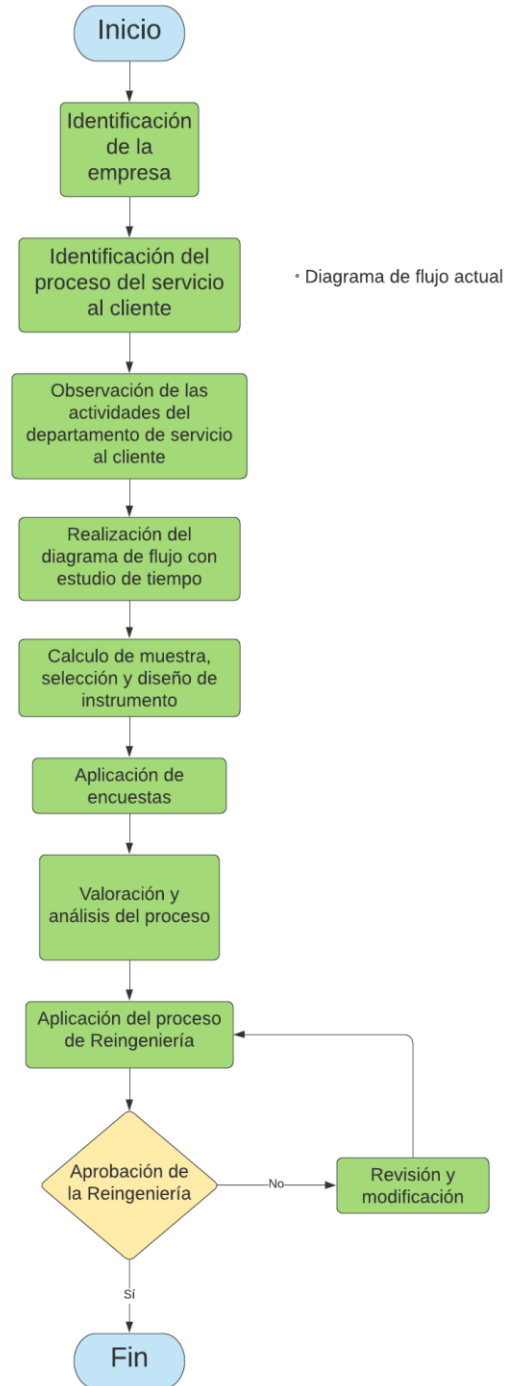 Inicio
Identificación
de la
empresa
Identificación del
proceso del servicio
al cliente
• Diagrama de flujo actual
Observación de las
actividades del
departamento de servicio
al cliente
Realización del
diagrama de flujo con
estudio de tiempo
Calculo de muestra,
selección y diseño de
instrumento
Aplicación de
encuestas
Valoración y
análisis del proceso
Aplicación del proceso
de Reingeniería
Aprobación de
la Reingeniería
No
Revisión y
modificación
Sí
Fin